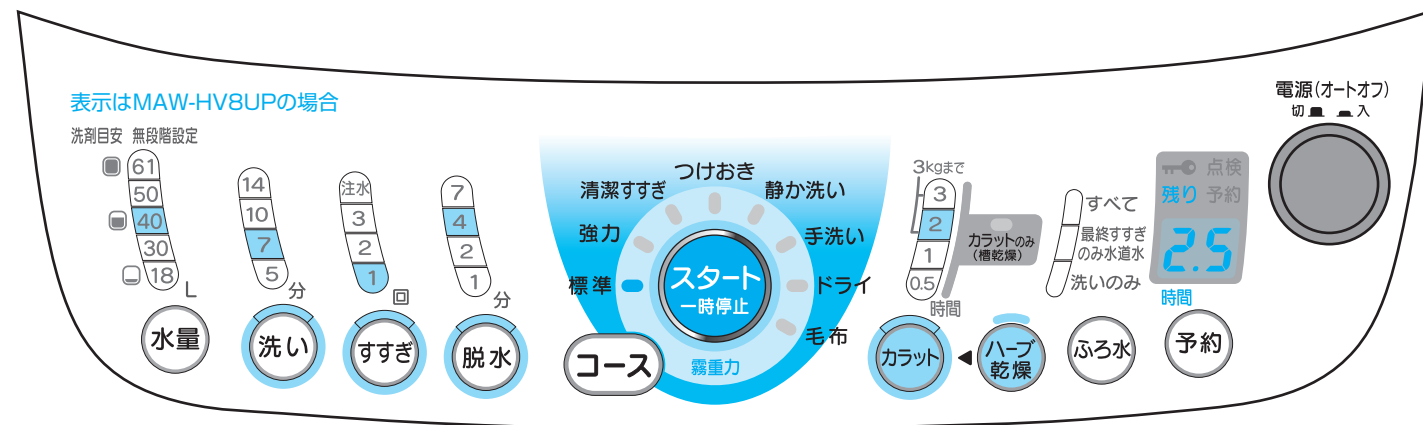 表示はMAW-HV8UPの場合
洗剤目安 無段階設定
61
50
40
30
18
L
水量
14
10
7
5
分
洗い
注水
3
2
1
回
すすぎ
7
4
2
1
分
脱水
つけおき
清潔すすぎ
静か洗い
強力
手洗い
標準
ドライ
毛布
スタート
一時停止
霧重力
コース
3kgまで
3
2
1
0.5
時間
カラットのみ
(槽乾燥)
カラット
ハーブ
乾燥
すべて
最終すすぎ
のみ水道水
洗いのみ
ふろ水
点検
残り 予約
2.5
時間
予約
電源(オートオフ)
切 入